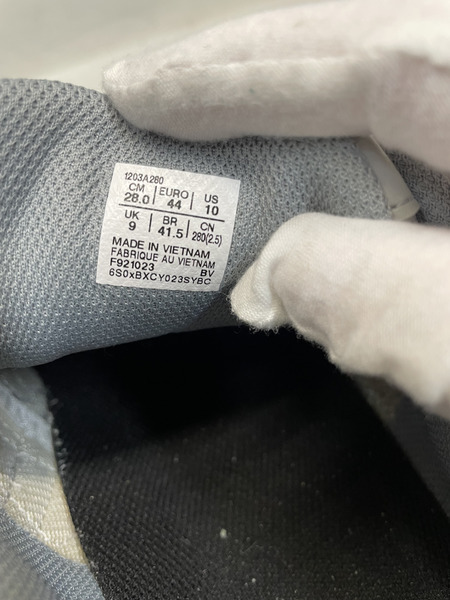 1203A280
CM EURO US
28.0 44 10
UK BR CN
9 41.5 280(2.5)
MADE IN VIETNAM
FABRIQUE AU VIETNAM
FB21023 BV
6S0xBXCY023SYBC